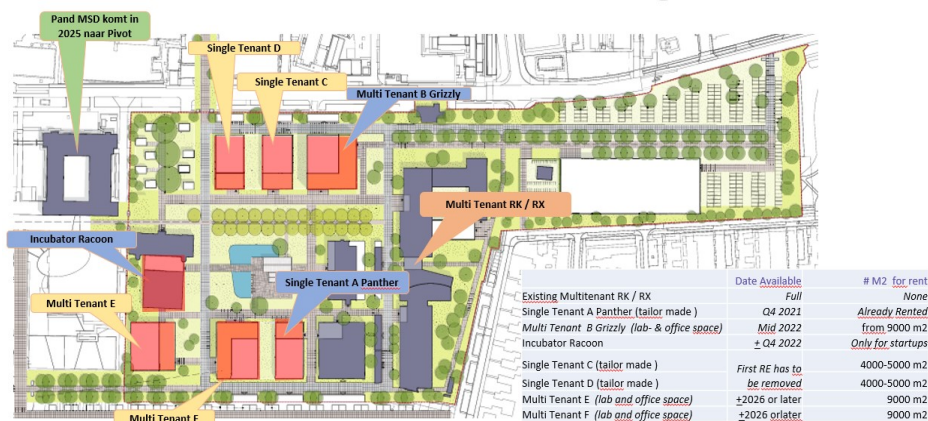 Pand MSD komt in
2025 naar Pivot
Single Tenant D
Single Tenant C
Multi Tenant B Grizzly
Multi Tenant RK / RX
Incubator Racoon
Single Tenant A Panther
Multi Tenant E
Multi Tenant F
Date Available # M2 for rent
Existing Multitenant RK / RX Full None
Single Tenant A Panther (tailor made ) Q4 2021 Already Rented
Multi Tenant B Grizzly (lab- & office space) Mid 2022 from 9000 m2
Incubator Racoon + Q4 2022 Only for startups
Single Tenant C (tailor made ) First RE has to 4000-5000 m2
Single Tenant D (tailor made ) be removed 4000-5000 m2
Multi Tenant E (lab and office space) +2026 or later 9000 m2
Multi Tenant F (lab and office space) +2026 orlater 9000 m2